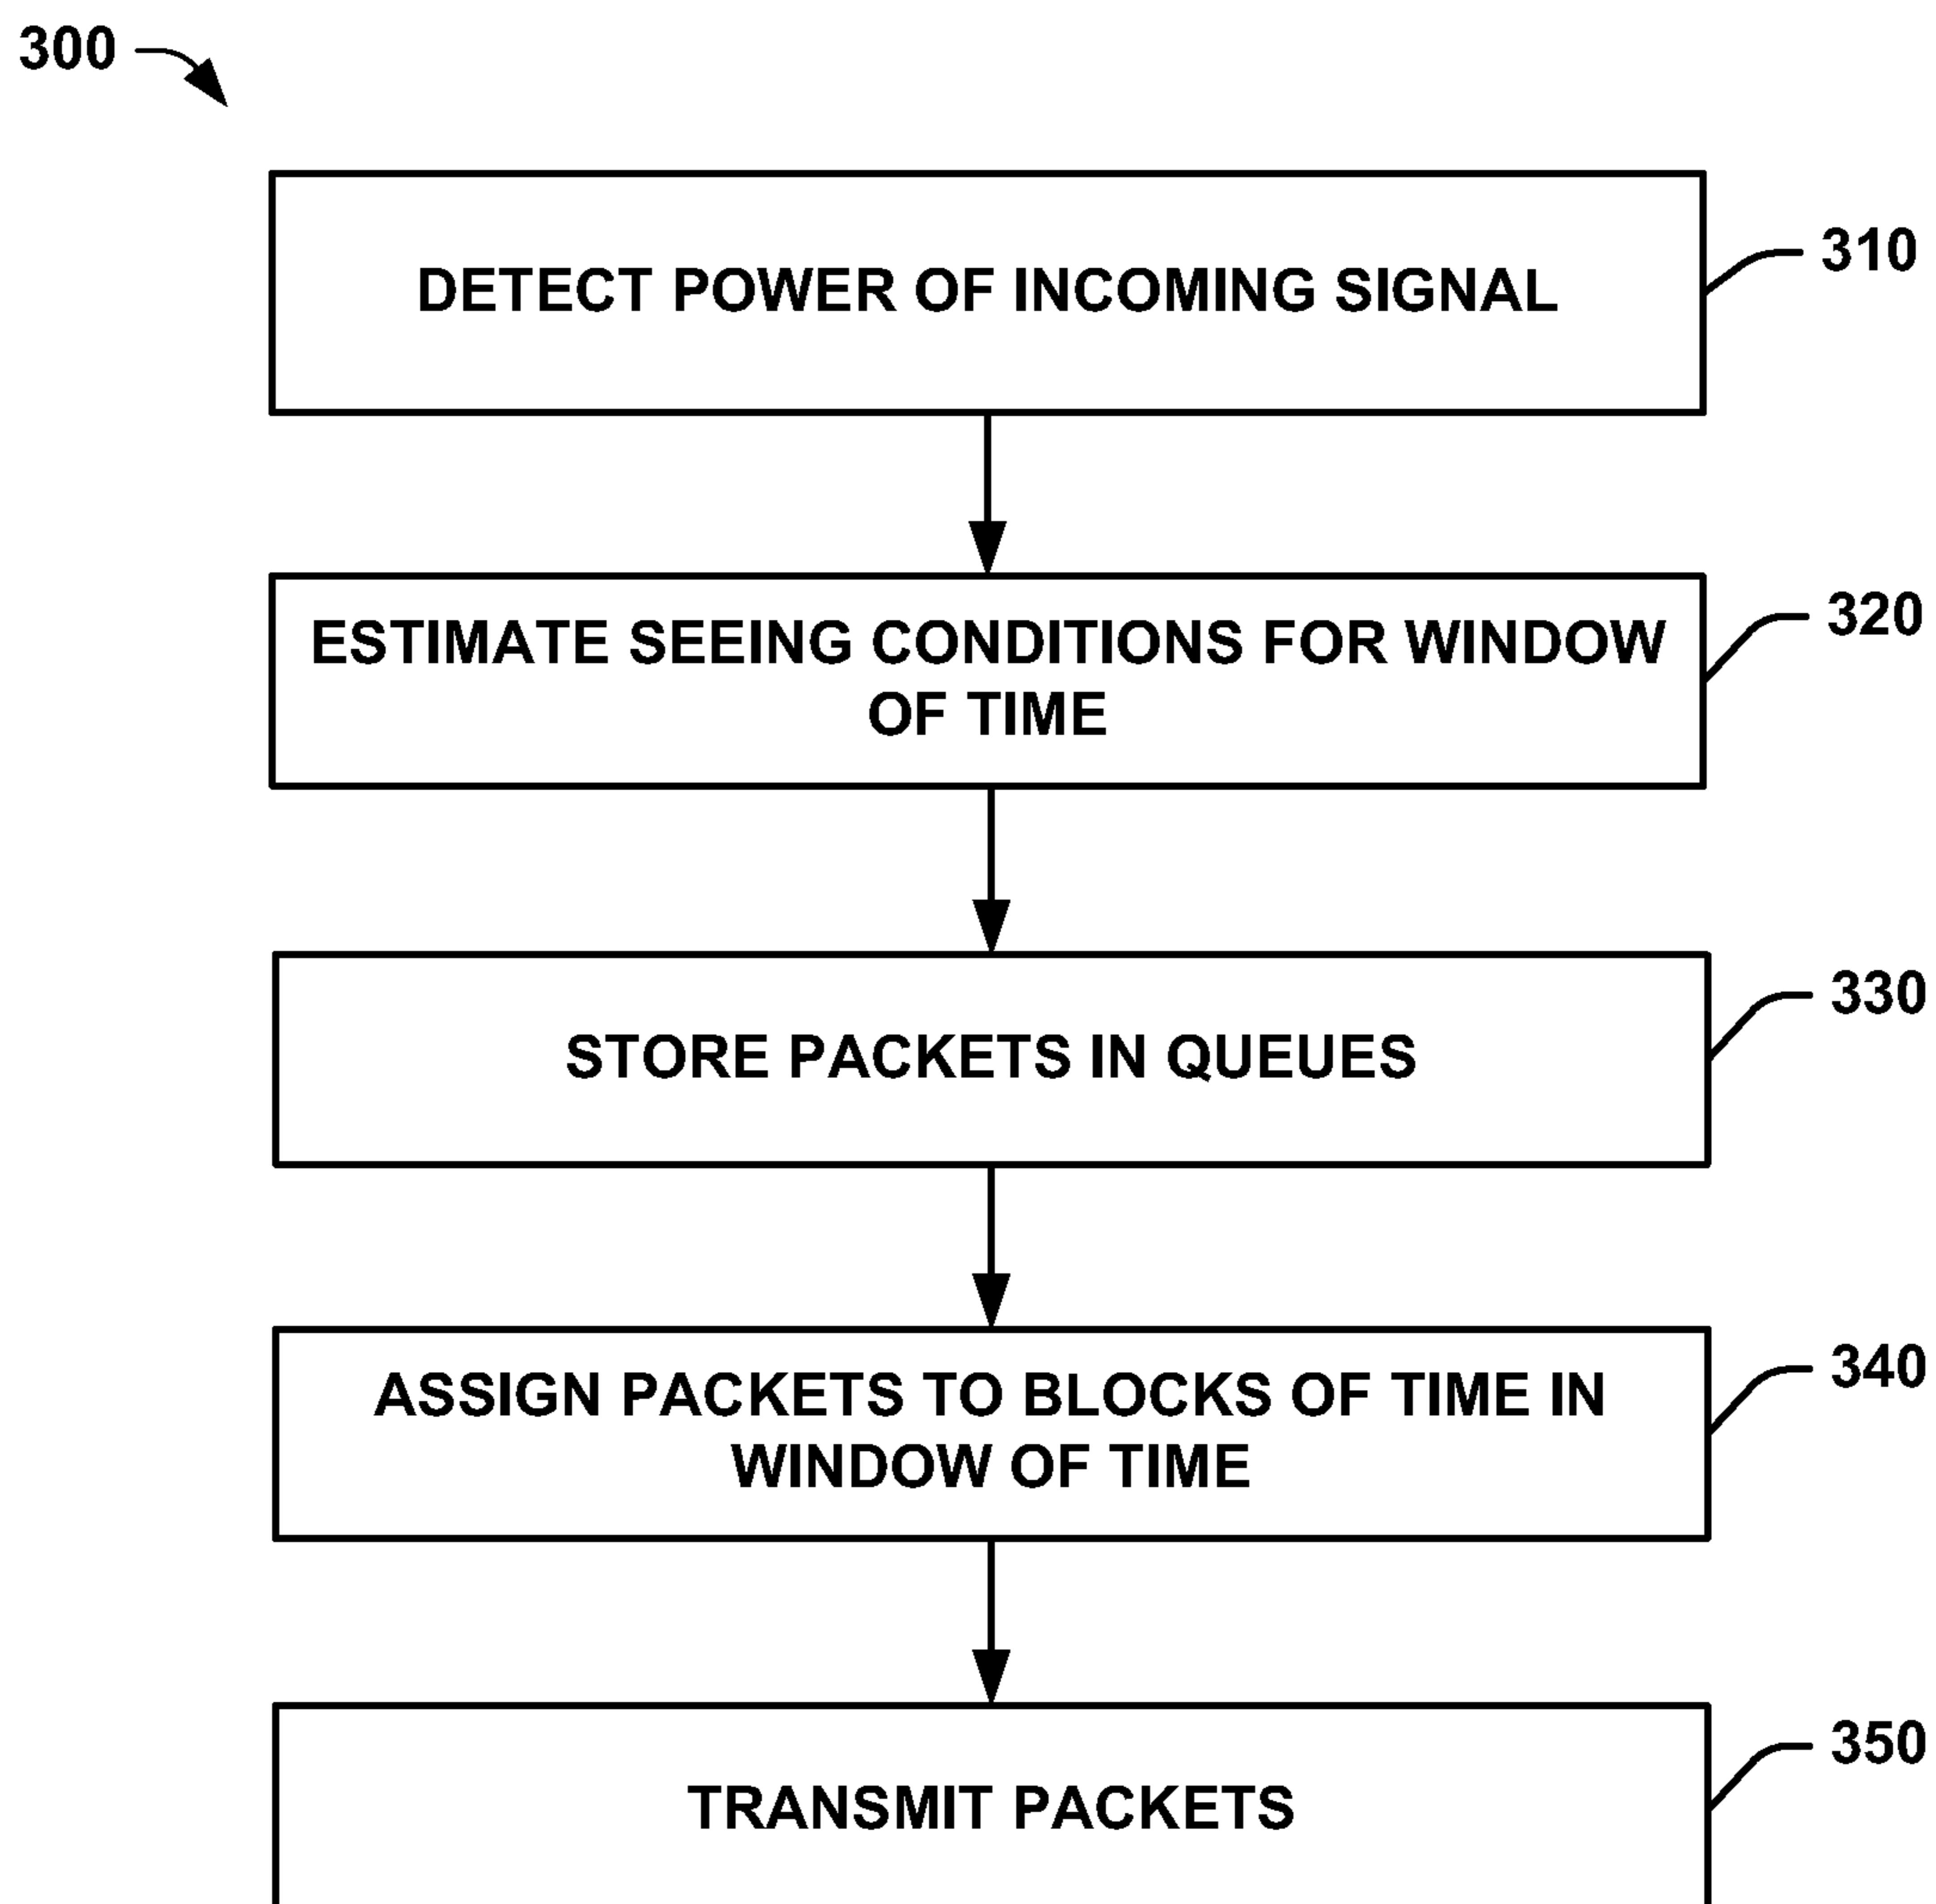 300
DETECT POWER OF INCOMING SIGNAL
310
ESTIMATE SEEING CONDITIONS FOR WINDOW
OF TIME
320
STORE PACKETS IN QUEUES
330
ASSIGN PACKETS TO BLOCKS OF TIME IN
WINDOW OF TIME
340
TRANSMIT PACKETS
350